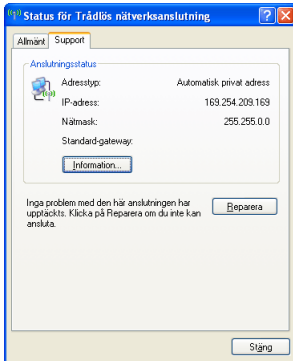 Status för Trådlös nätverksanslutning
Allmänt Support
Anslutningsstatus
Adresstyp: Automatisk privat adress
IP-adress: 169.254.209.169
Nätmask: 255.255.0.0
Standard-gateway:
Information...
Inga problem med den här anslutningen har
upptäckts. Klicka på Reparera om du inte kan
ansluta.
Reparera
Stäng